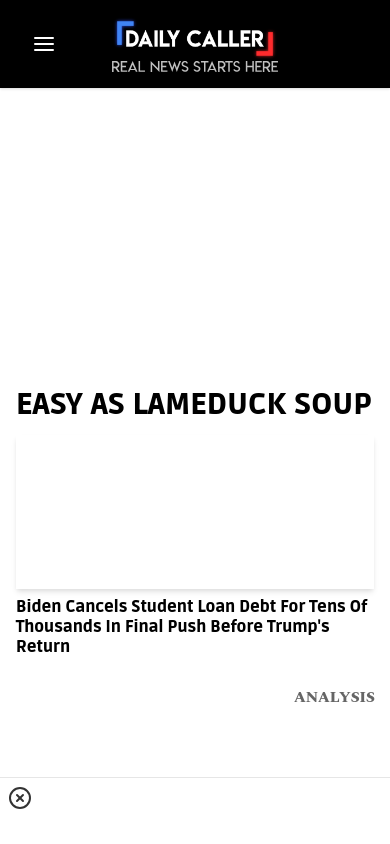 DAILY CALLER
REAL NEWS STARTS HERE
EASY AS LAMEDUCK SOUP
Biden Cancels Student Loan Debt For Tens Of
Thousands In Final Push Before Trump's
Return
ANALYSIS